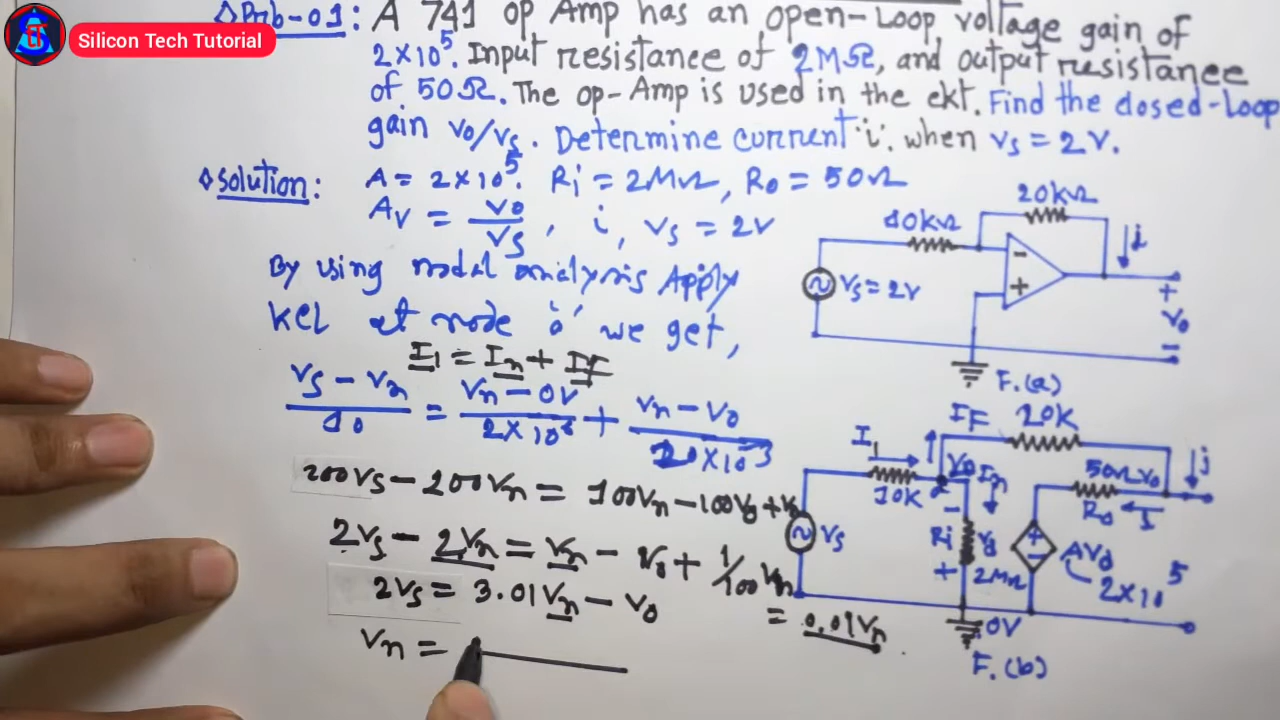 Silicon Tech Tutorial
△Prob-01: A 741 op Amp has an open-Loop, voltage gain of
2×10⁵. Input resistance of 2MΩ, and output resistance
of 50Ω. The op-Amp is used in the ckt. Find the closed-Loop
gain vo/vs. Determine current 'i'. when vs = 2V.
Solution: A = 2×10⁵. Ri = 2MΩ, Ro = 50Ω
Av = vo/vs, i, vs = 2V
By using nodal analysis Apply
KCL at node 'a' we get,
I1 = In + IF
vs - vn/10 = vn - 0V/2×10⁶ + vn - vo/20×10³
200vs - 200vn = 100vn - 100vo + vn
2vs - 2vn = vn - vo + 1/100 vn
= 0.01vn
2vs = 3.01vn - vo
vn =
20kΩ
10kΩ
i
-
+
vs = 2V
+
vo
-
F.(a)
IF 20K
I1
10K
In
50Ω vo
i
Ro
I
-
vs
Ri vd
2MΩ
+
+
-
Avd
2×10⁵
0V
F.(b)